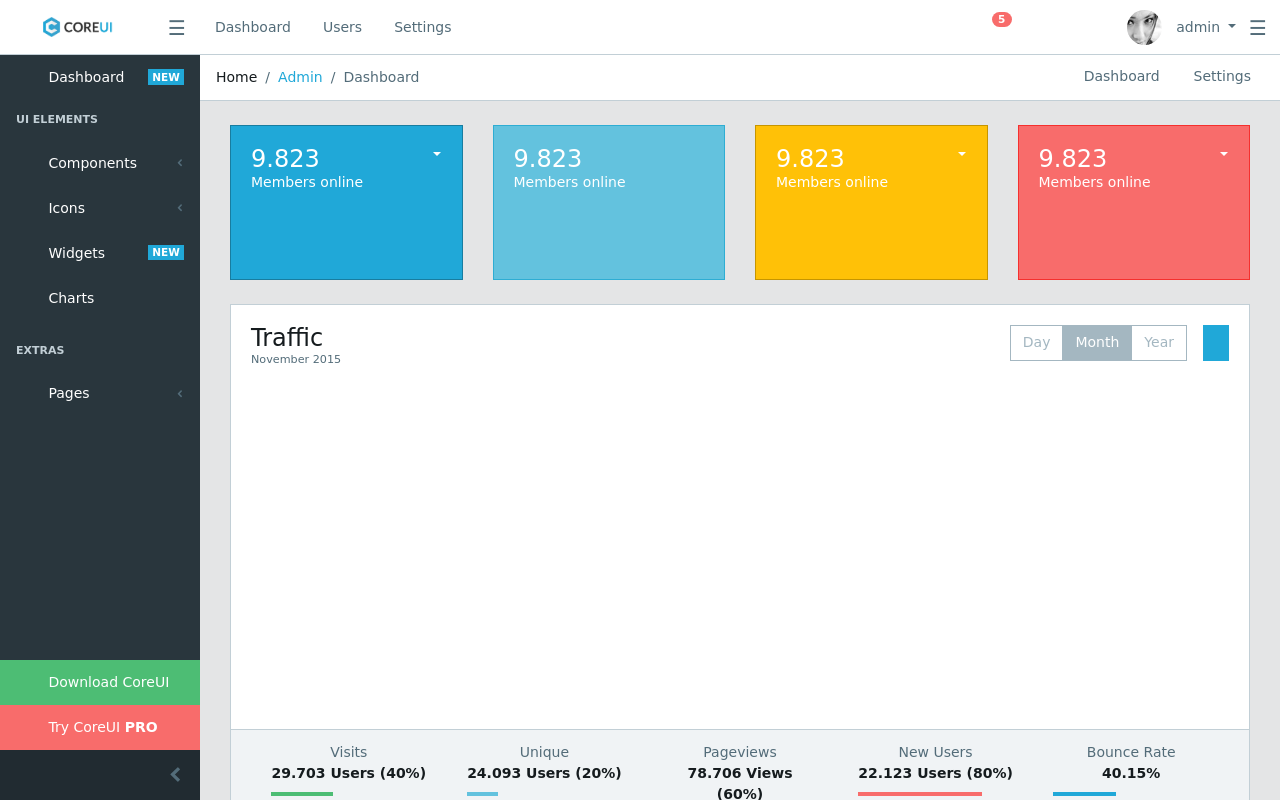 COREUI
☰ Dashboard Users Settings 5 admin ☰
Dashboard NEW
UI ELEMENTS
Components
Icons
Widgets NEW
Charts
EXTRAS
Pages
Download CoreUI
Try CoreUI PRO
Home / Admin / Dashboard
Dashboard Settings
9.823
Members online
9.823
Members online
9.823
Members online
9.823
Members online
Traffic
November 2015
Day Month Year
Visits
29.703 Users (40%)
Unique
24.093 Users (20%)
Pageviews
78.706 Views
(60%)
New Users
22.123 Users (80%)
Bounce Rate
40.15%